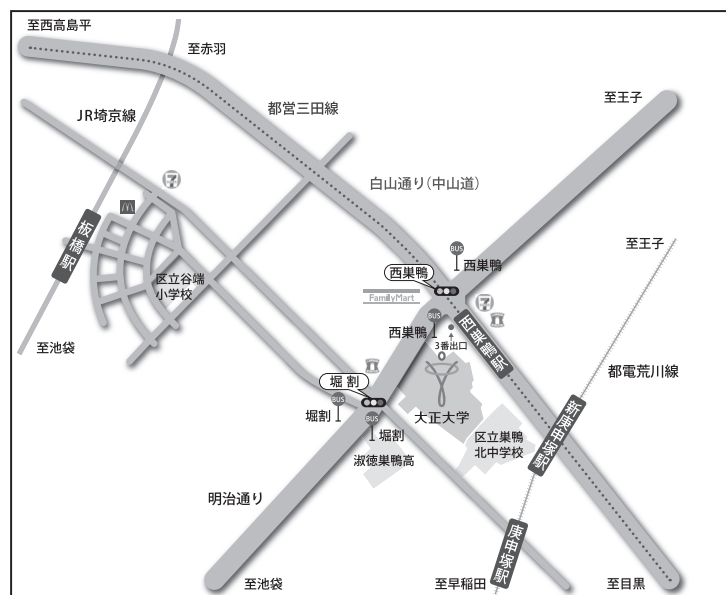 至西高島平
至赤羽
都営三田線
JR埼京線
至王子
白山通り(中山道)
板橋駅
区立谷端
小学校
至池袋
BUS
西巣鴨
西巣鴨
FamilyMart
至王子
BUS
西巣鴨
3番出口
西巣鴨駅
都電荒川線
堀 割
BUS
堀割
BUS
堀割
大正大学
区立巣鴨
北中学校
新庚申塚駅
淑徳巣鴨高
明治通り
庚申塚駅
至池袋
至早稲田
至目黒